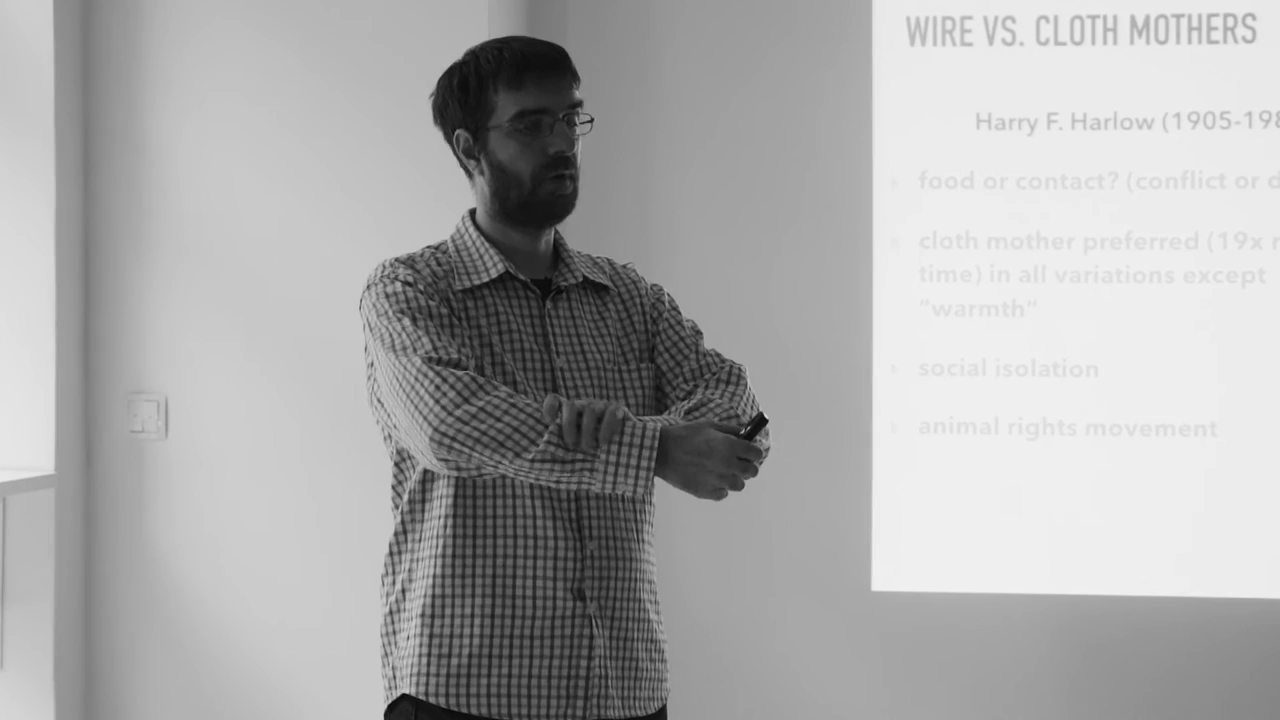 WIRE VS. CLOTH MOTHERS
Harry F. Harlow (1905-198
food or contact? (conflict or d
cloth mother preferred (19x
time) in all variations except
"warmth"
social isolation
animal rights movement